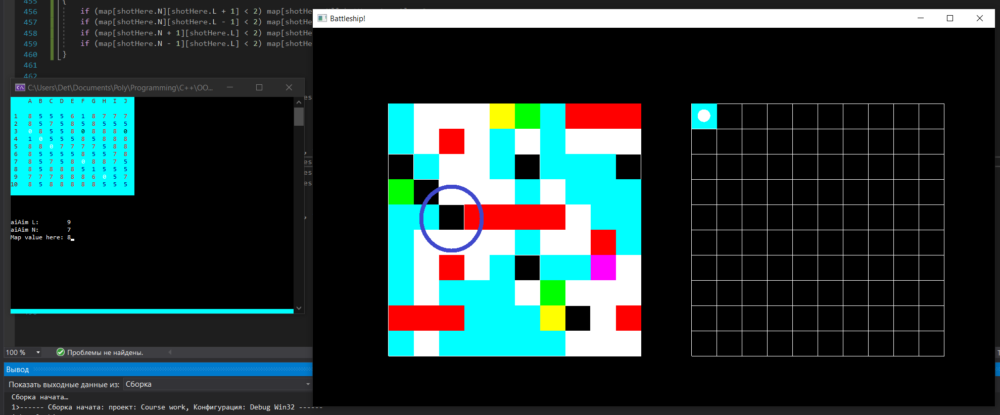 455 {
456 if (map[shotHere.N][shotHere.L + 1] < 2) map[shotHe
457 if (map[shotHere.N][shotHere.L - 1] < 2) map[shotHe
458 if (map[shotHere.N + 1][shotHere.L] < 2) map[shotHe
459 if (map[shotHere.N - 1][shotHere.L] < 2) map[shotHe
460 }
461
462
Battleship!
C:\Users\Det\Documents\Poly\Programming\C++\OO...
A B C D E F G H I J
1 8 5 5 5 6 1 8 7 7 7
2 8 5 7 5 8 5 8 5 5 5
3 0 8 5 5 8 0 8 8 8 0
4 1 0 5 5 5 8 5 8 8 8
5 8 8 0 7 7 7 7 5 8 8
6 8 5 5 5 5 8 5 5 7 8
7 8 5 7 5 8 0 8 8 7 5
8 8 5 8 8 8 5 1 5 5 5
9 7 7 7 8 8 8 6 0 5 7
10 8 5 8 8 8 8 8 5 5 5
aiAim L: 9
aiAim N: 7
Map value here: 8
es
,
es
es
es
,
100 %
Проблемы не найдены.
Вывод
Показать выходные данные из: Сборка
Сборка начата…
1>------ Сборка начата: проект: Course work, Конфигурация: Debug Win32 ------